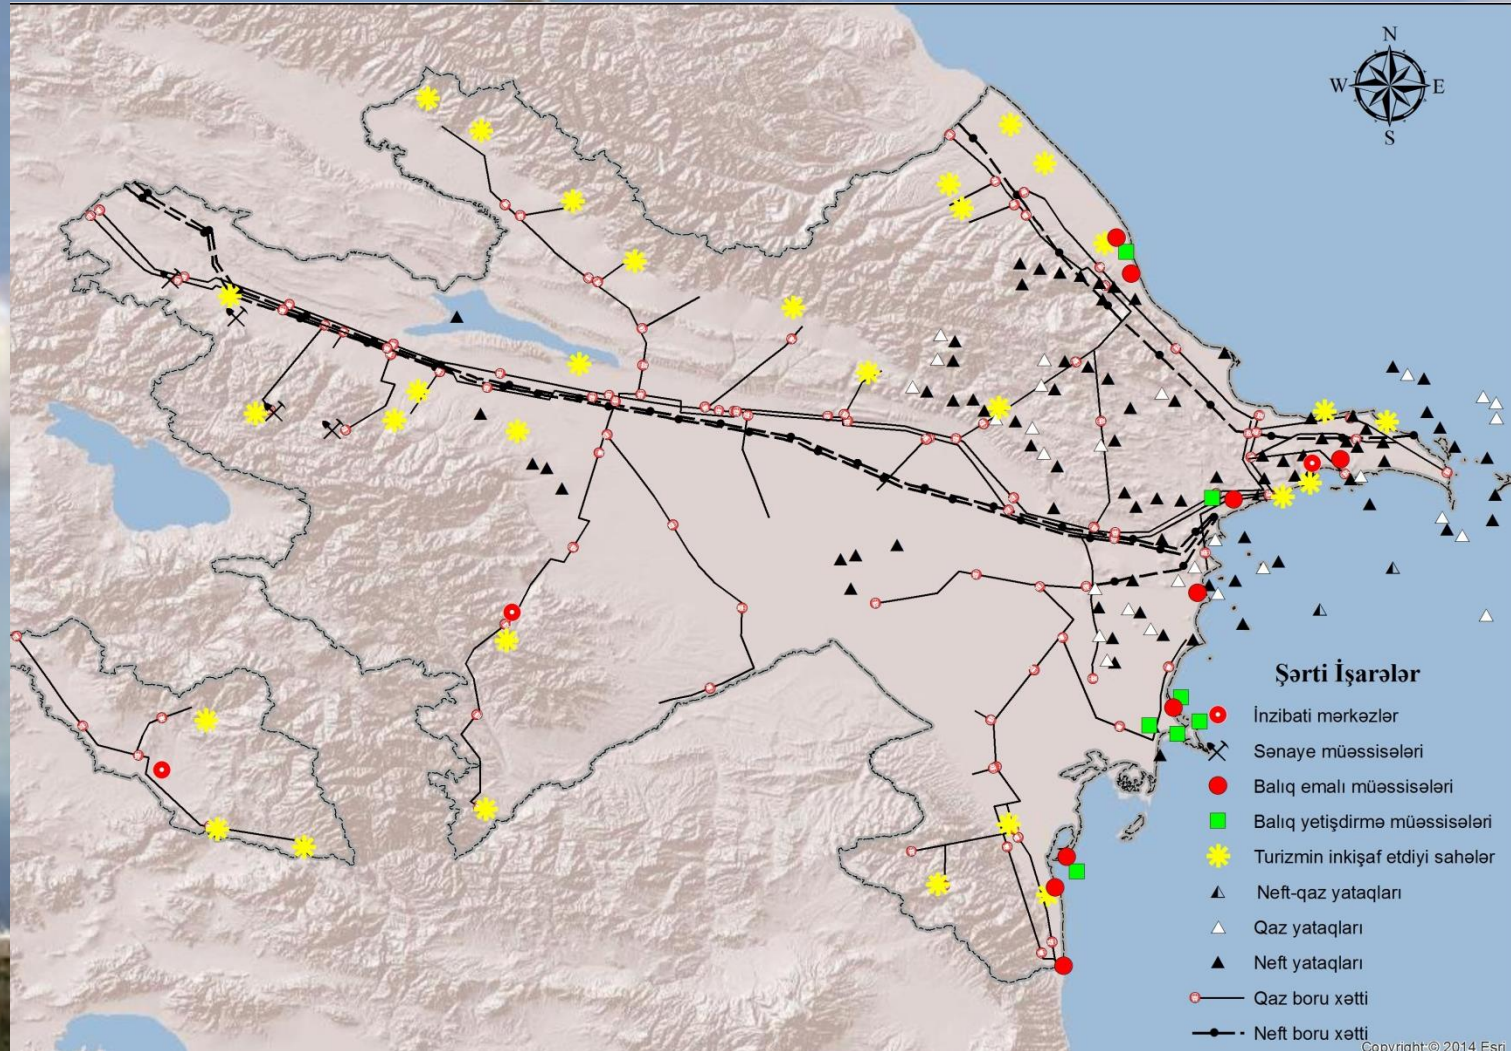 N
W E
S
Şərti İşarələr
İnzibati mərkəzlər
Sənaye müəssisələri
Balıq emalı müəssisələri
Balıq yetişdirmə müəssisələri
Turizmin inkişaf etdiyi sahələr
Neft-qaz yataqları
Qaz yataqları
Neft yataqları
Qaz boru xətti
Neft boru xətti
Copyright:© 2014 Esri